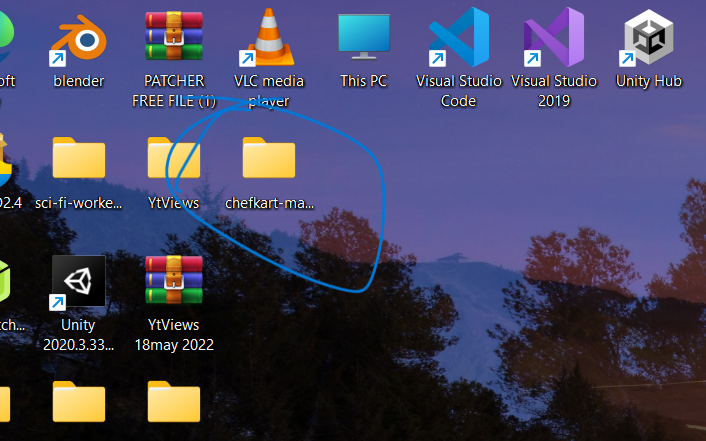 oft
blender
PATCHER
FREE FILE (1)
VLC media
player
This PC
Visual Studio
Code
Visual Studio
2019
Unity Hub
02.4
sci-fi-worke...
YtViews
chefkart-ma...
tch...
Unity
2020.3.33...
YtViews
18may 2022